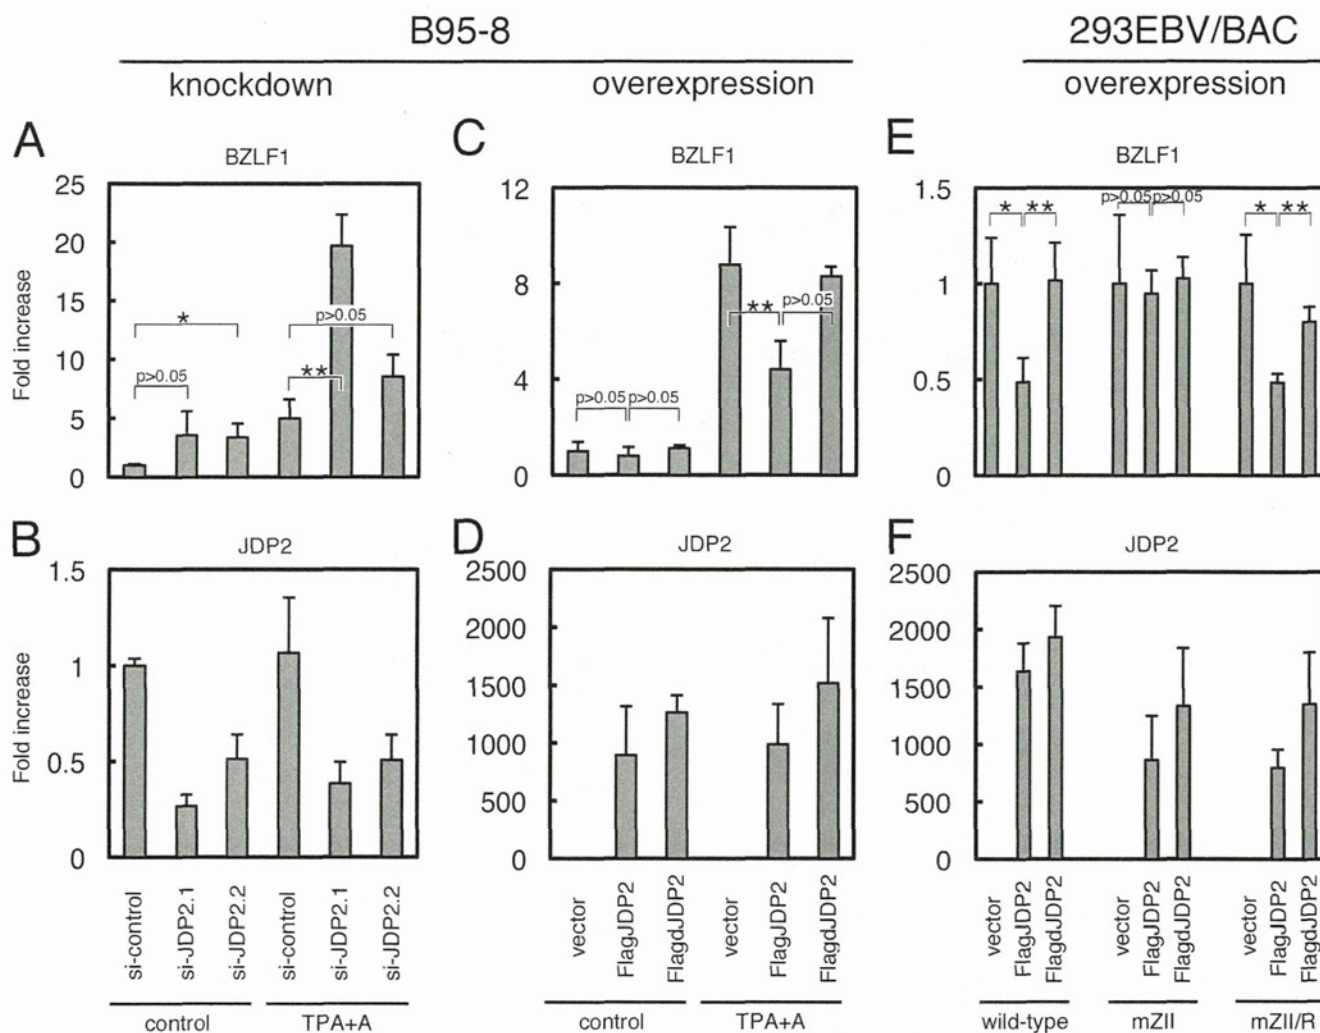 B95-8
293EBV/BAC
knockdown
overexpression
overexpression
A
BZLF1
Fold increase
25
20
15
10
5
0
*
p>0.05
p>0.05
**
C
BZLF1
12
8
4
0
p>0.05
p>0.05
**
p>0.05
E
BZLF1
1.5
1
0.5
0
*
**
p>0.05
p>0.05
*
**
B
JDP2
Fold increase
1.5
1
0.5
0
si-control
si-JDP2.1
si-JDP2.2
si-control
si-JDP2.1
si-JDP2.2
control
TPA+A
D
JDP2
2500
2000
1500
1000
500
0
vector
FlagJDP2
FlagdJDP2
vector
FlagJDP2
FlagdJDP2
control
TPA+A
F
JDP2
2500
2000
1500
1000
500
0
vector
FlagJDP2
FlagdJDP2
vector
FlagJDP2
FlagdJDP2
vector
FlagJDP2
FlagdJDP2
wild-type
mZII
mZII/R